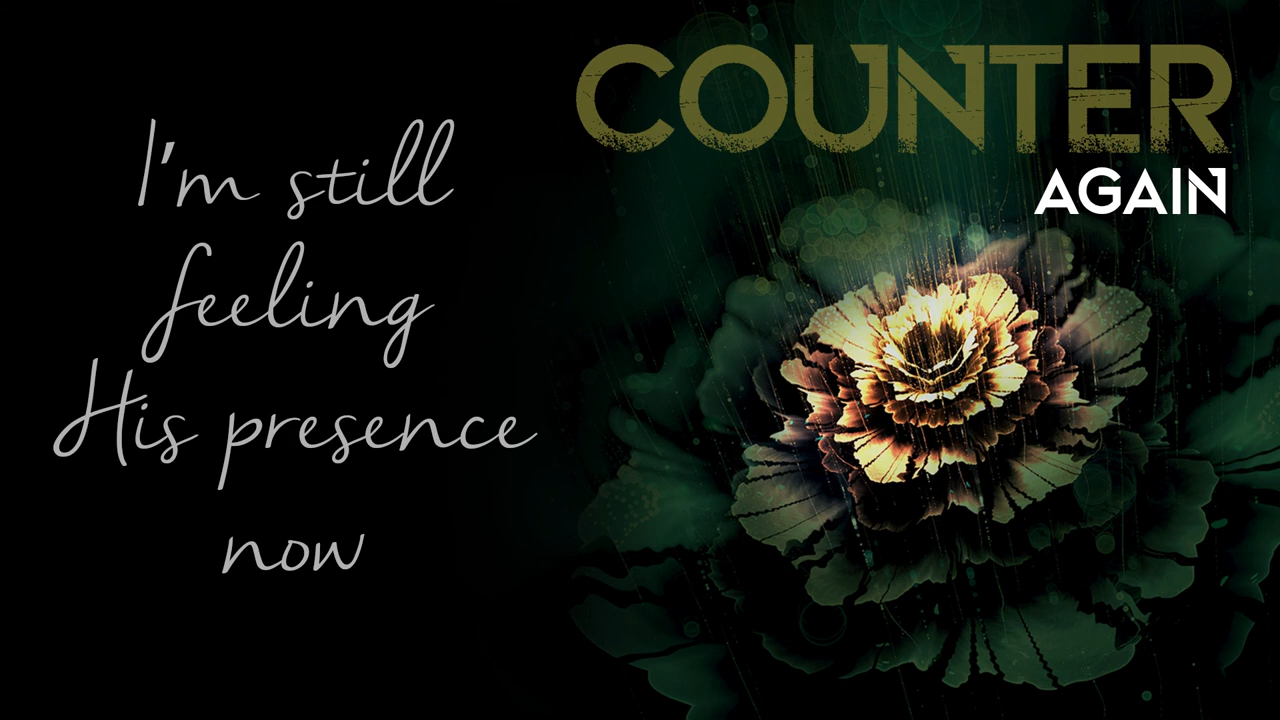 COUNTER
AGAIN
I'm still
feeling
His presence
now